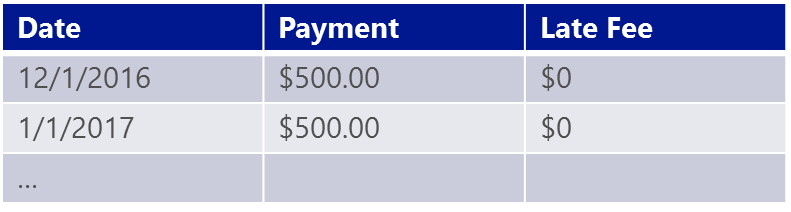 Date Payment Late Fee
12/1/2016 $500.00 $0
1/1/2017 $500.00 $0
...